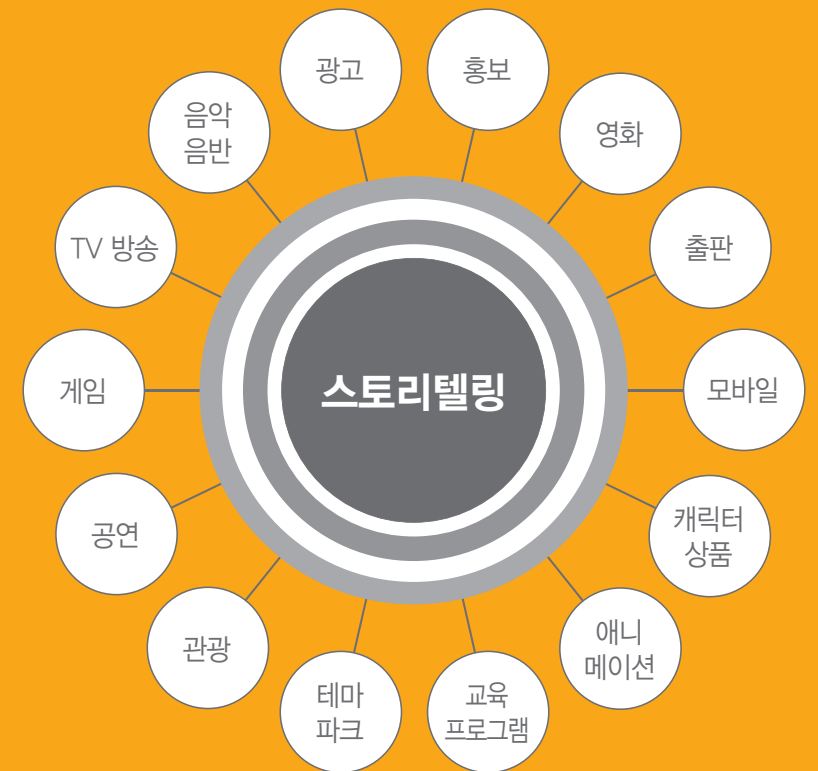 광고
홍보
음악
음반
영화
TV 방송
출판
스토리텔링
게임
모바일
공연
캐릭터
상품
관광
애니
메이션
테마
파크
교육
프로그램